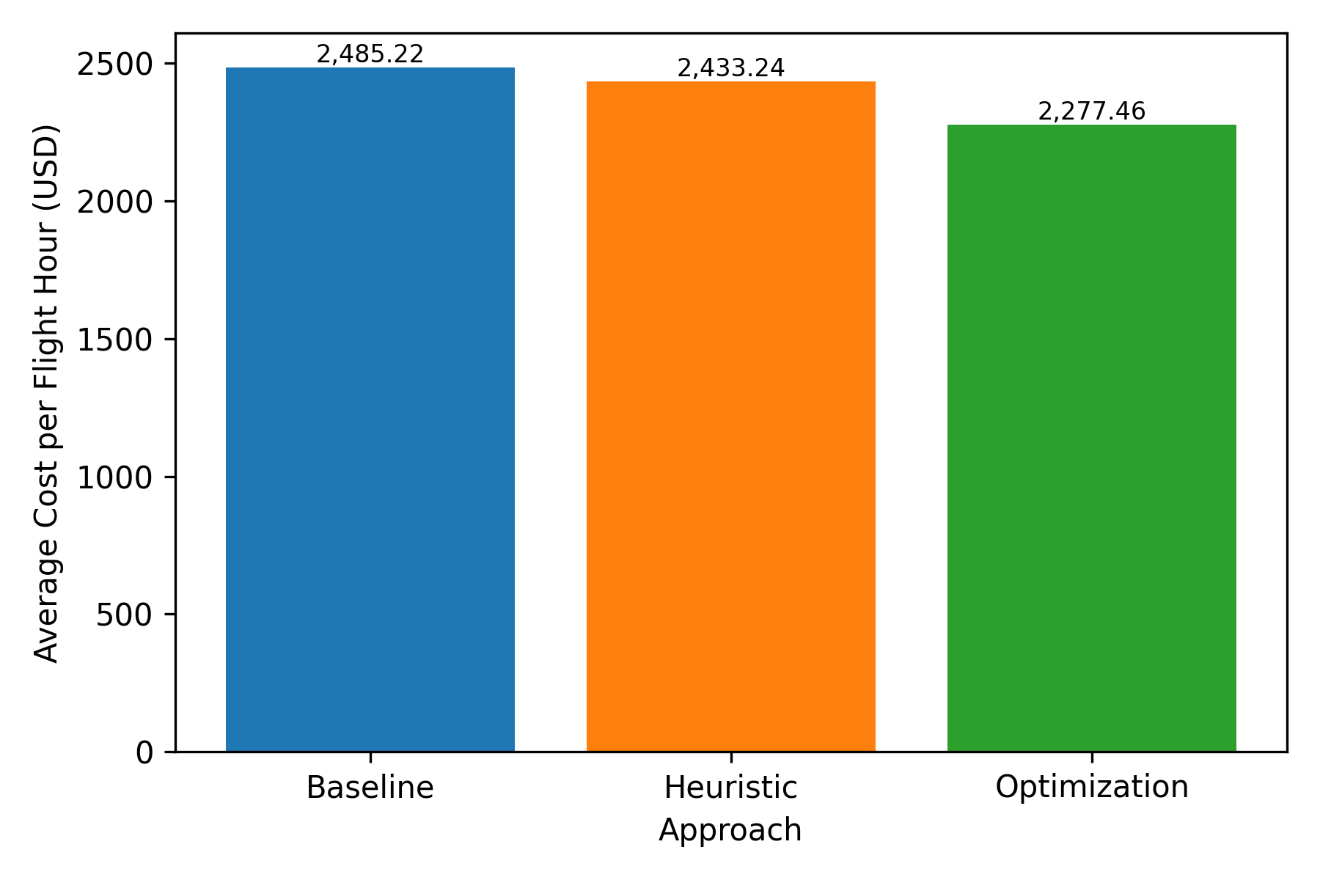 2,485.22
2,433.24
2,277.46
2500
2000
1500
1000
500
0
Average Cost per Flight Hour (USD)
Baseline
Heuristic
Optimization
Approach